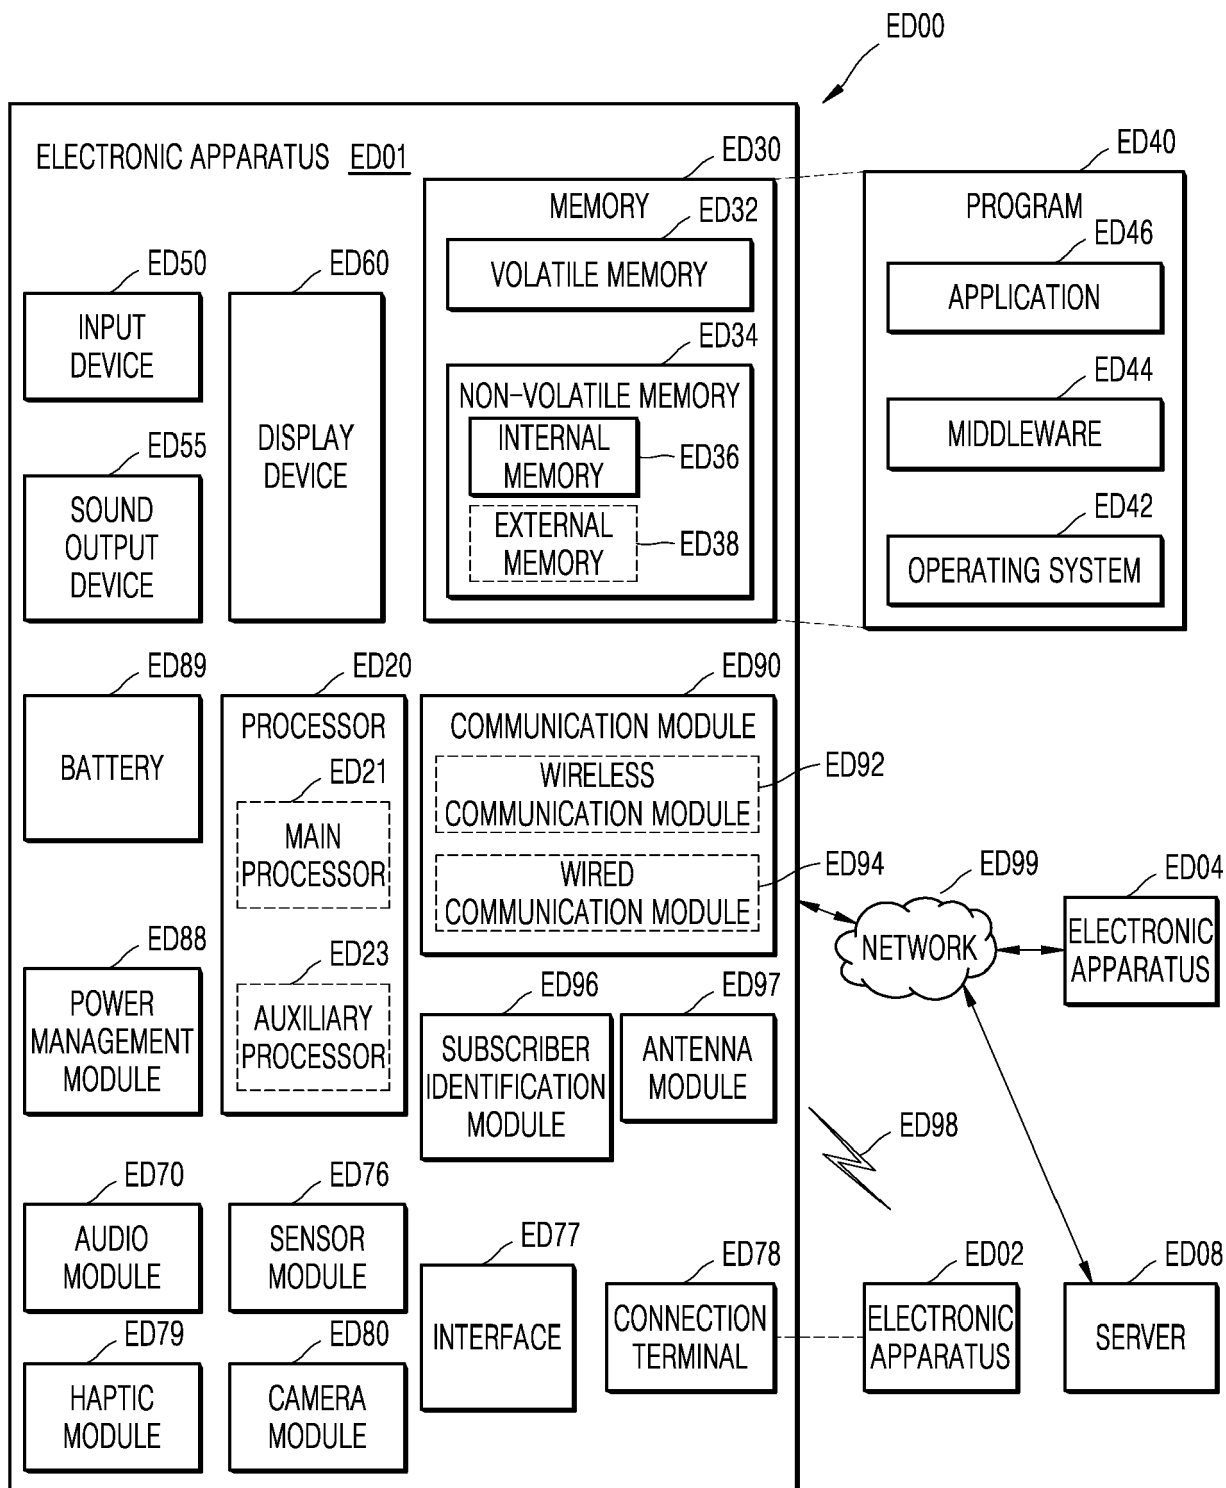 ED00
ELECTRONIC APPARATUS ED01
ED30
MEMORY
ED32
VOLATILE MEMORY
ED34
NON-VOLATILE MEMORY
INTERNAL
MEMORY
ED36
EXTERNAL
MEMORY
ED38
ED40
PROGRAM
ED46
APPLICATION
ED44
MIDDLEWARE
ED42
OPERATING SYSTEM
ED50
INPUT
DEVICE
ED60
DISPLAY
DEVICE
ED55
SOUND
OUTPUT
DEVICE
ED89
BATTERY
ED20
PROCESSOR
ED21
MAIN
PROCESSOR
ED23
AUXILIARY
PROCESSOR
ED90
COMMUNICATION MODULE
WIRELESS
COMMUNICATION MODULE
ED92
WIRED
COMMUNICATION MODULE
ED94
ED99
NETWORK
ED04
ELECTRONIC
APPARATUS
ED88
POWER
MANAGEMENT
MODULE
ED96
SUBSCRIBER
IDENTIFICATION
MODULE
ED97
ANTENNA
MODULE
ED98
ED70
AUDIO
MODULE
ED76
SENSOR
MODULE
ED77
INTERFACE
ED78
CONNECTION
TERMINAL
ED02
ELECTRONIC
APPARATUS
ED08
SERVER
ED79
HAPTIC
MODULE
ED80
CAMERA
MODULE